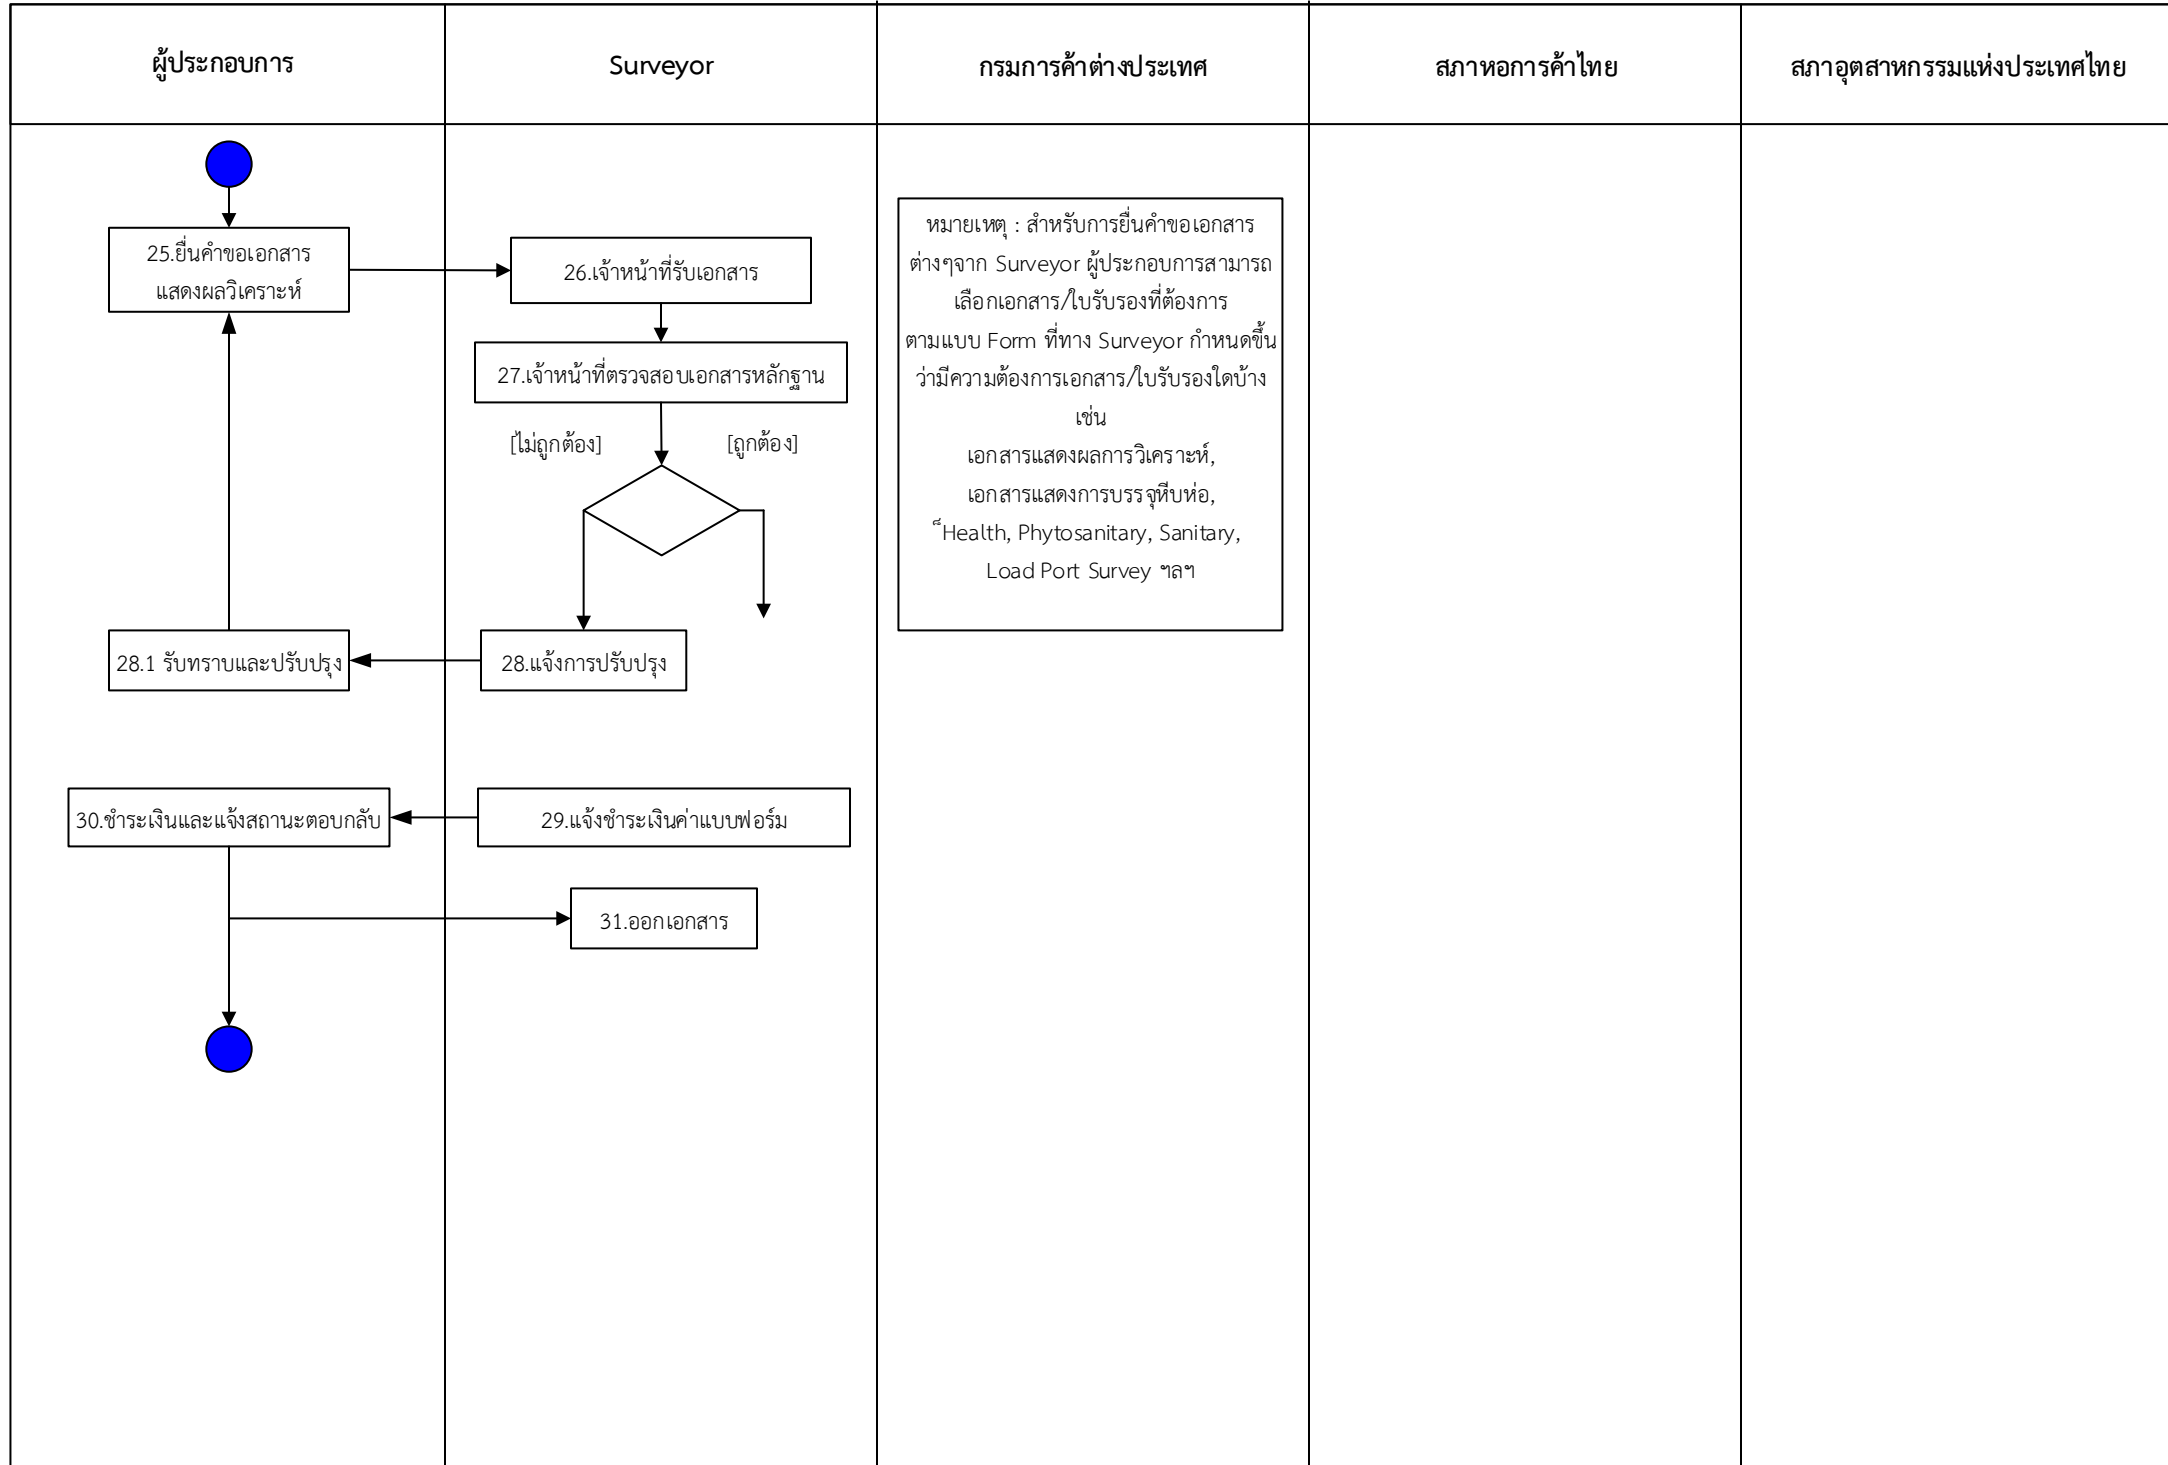 ผู้ประกอบการ
Surveyor
กรมการค้าต่างประเทศ
สภาหอการค้าไทย
สภาอุตสาหกรรมแห่งประเทศไทย
25.ยื่นคำขอเอกสาร
แสดงผลวิเคราะห์
26.เจ้าหน้าที่รับเอกสาร
27.เจ้าหน้าที่ตรวจสอบเอกสารหลักฐาน
[ไม่ถูกต้อง]
[ถูกต้อง]
28.1 รับทราบและปรับปรุง
28.แจ้งการปรับปรุง
30.ชำระเงินและแจ้งสถานะตอบกลับ
29.แจ้งชำระเงินค่าแบบฟอร์ม
31.ออกเอกสาร
หมายเหตุ : สำหรับการยื่นคำขอเอกสาร
ต่างๆจาก Surveyor ผู้ประกอบการสามารถ
เลือกเอกสาร/ใบรับรองที่ต้องการ
ตามแบบ Form ที่ทาง Surveyor กำหนดขึ้น
ว่ามีความต้องการเอกสาร/ใบรับรองใดบ้าง
เช่น
เอกสารแสดงผลการวิเคราะห์,
เอกสารแสดงการบรรจุหีบห่อ,
็Health, Phytosanitary, Sanitary,
Load Port Survey ฯลฯ